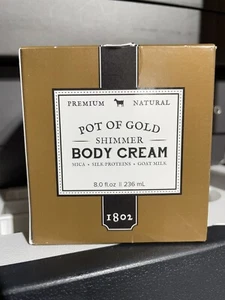 PREMIUM NATURAL
POT OF GOLD
SHIMMER
BODY CREAM
MICA + SILK PROTEINS + GOAT MILK
8.0 fl.oz || 236 mL
1802